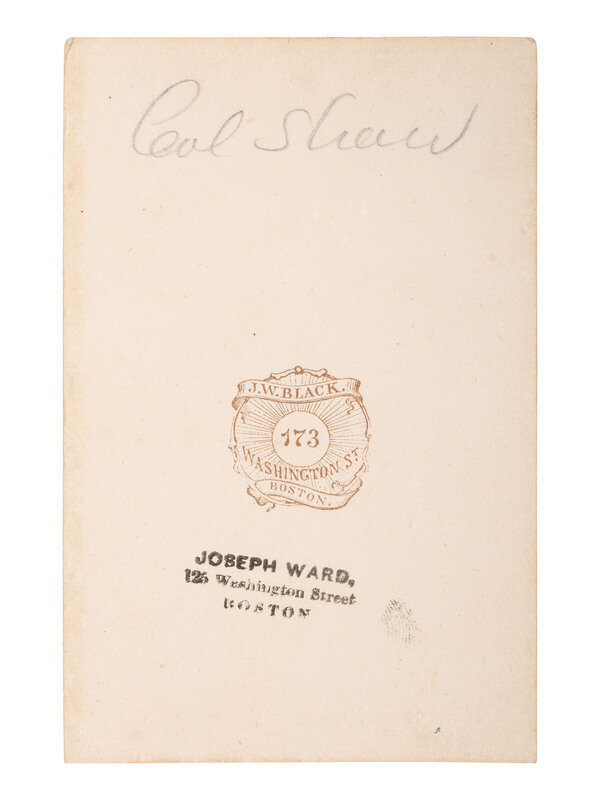 Col Shaw
J.W. BLACK.
173
WASHINGTON ST.
BOSTON.
JOSEPH WARD,
125 Washington Street
BOSTON